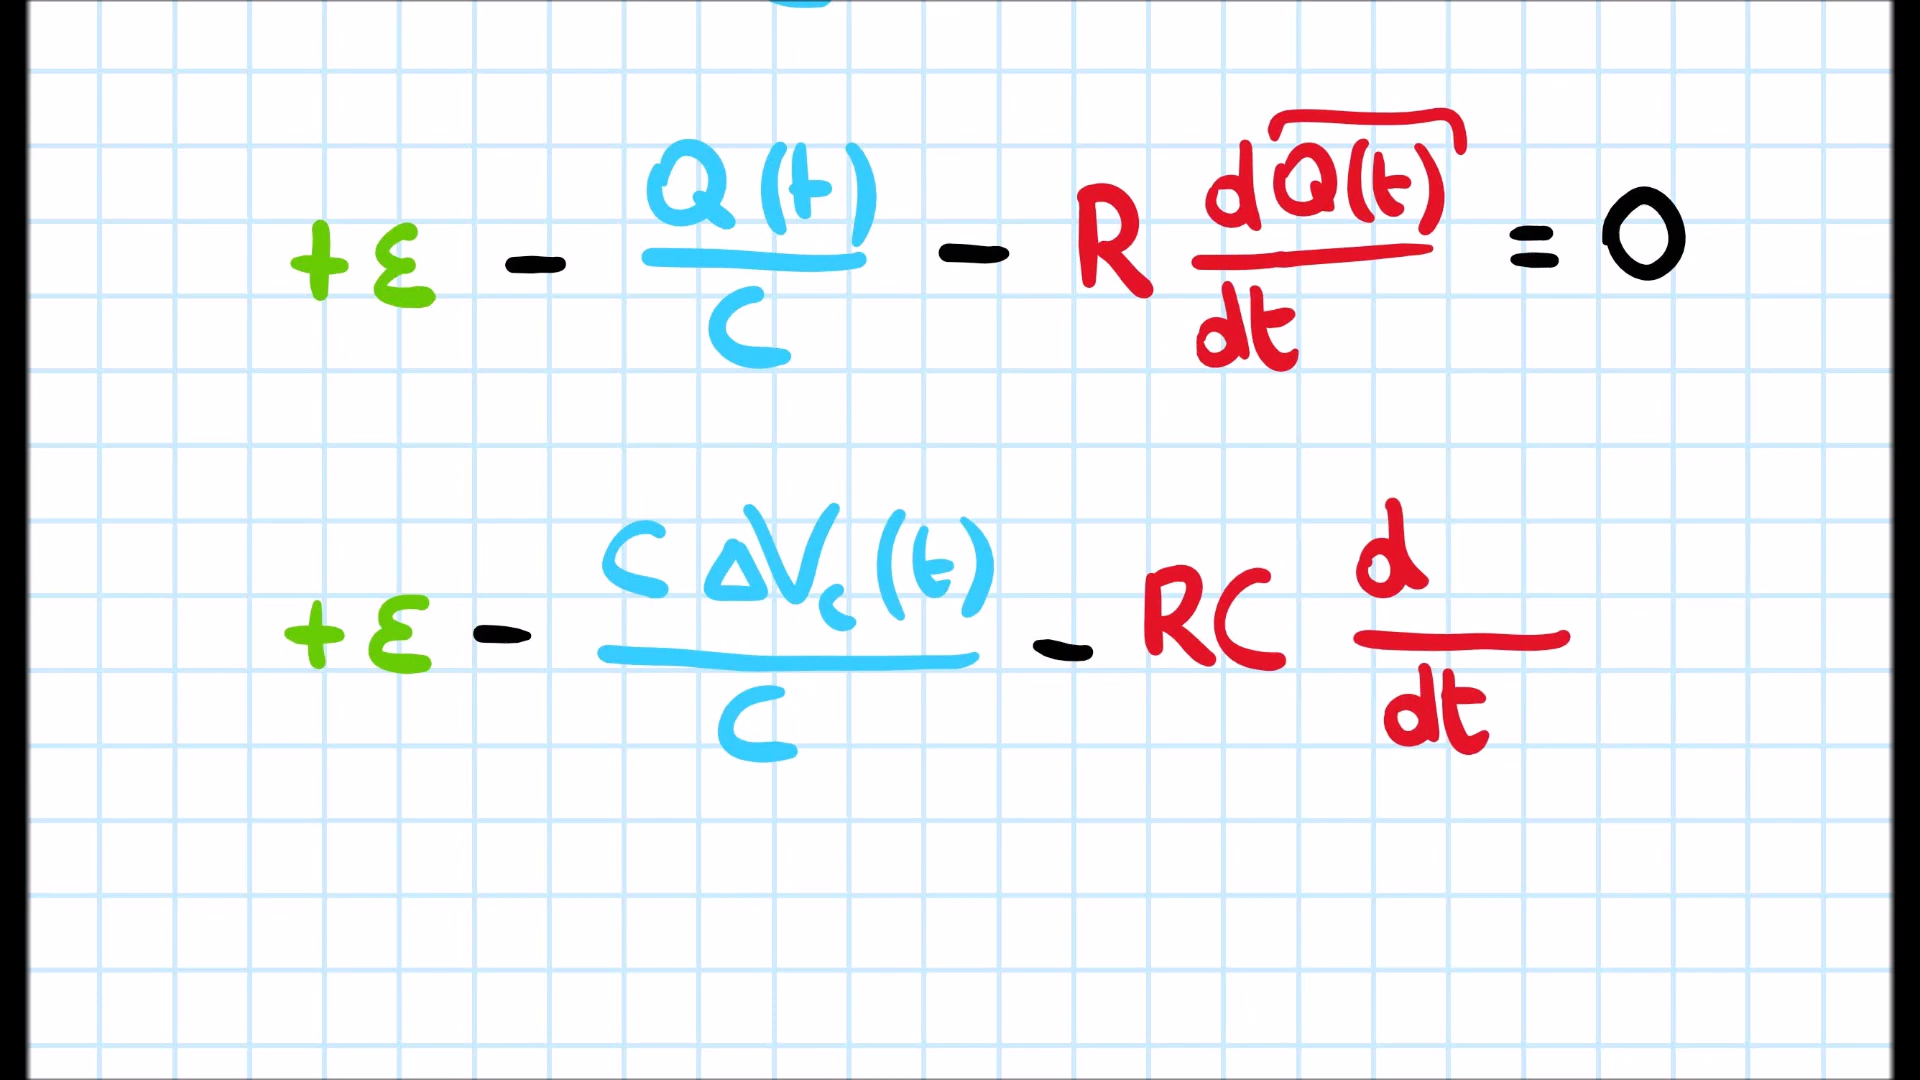 +ε - Q(t)/C - R dQ(t)/dt = 0
+ε - CΔV_c(t)/C - RC d/dt